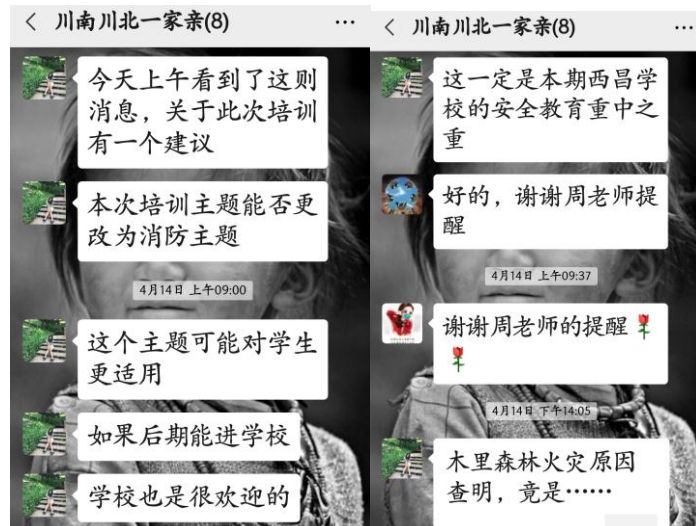 川南川北一家亲(8)
今天上午看到了这则
消息，关于此次培训
有一个建议
本次培训主题能否更
改为消防主题
4月14日 上午09:00
这个主题可能对学生
更适用
如果后期能进学校
学校也是很欢迎的
川南川北一家亲(8)
这一定是本期西昌学
校的安全教育重中之
重
好的，谢谢周老师提
醒
4月14日 上午09:37
谢谢周老师的提醒🌹
🌹
4月14日 下午14:05
木里森林火灾原因
查明，竟是……